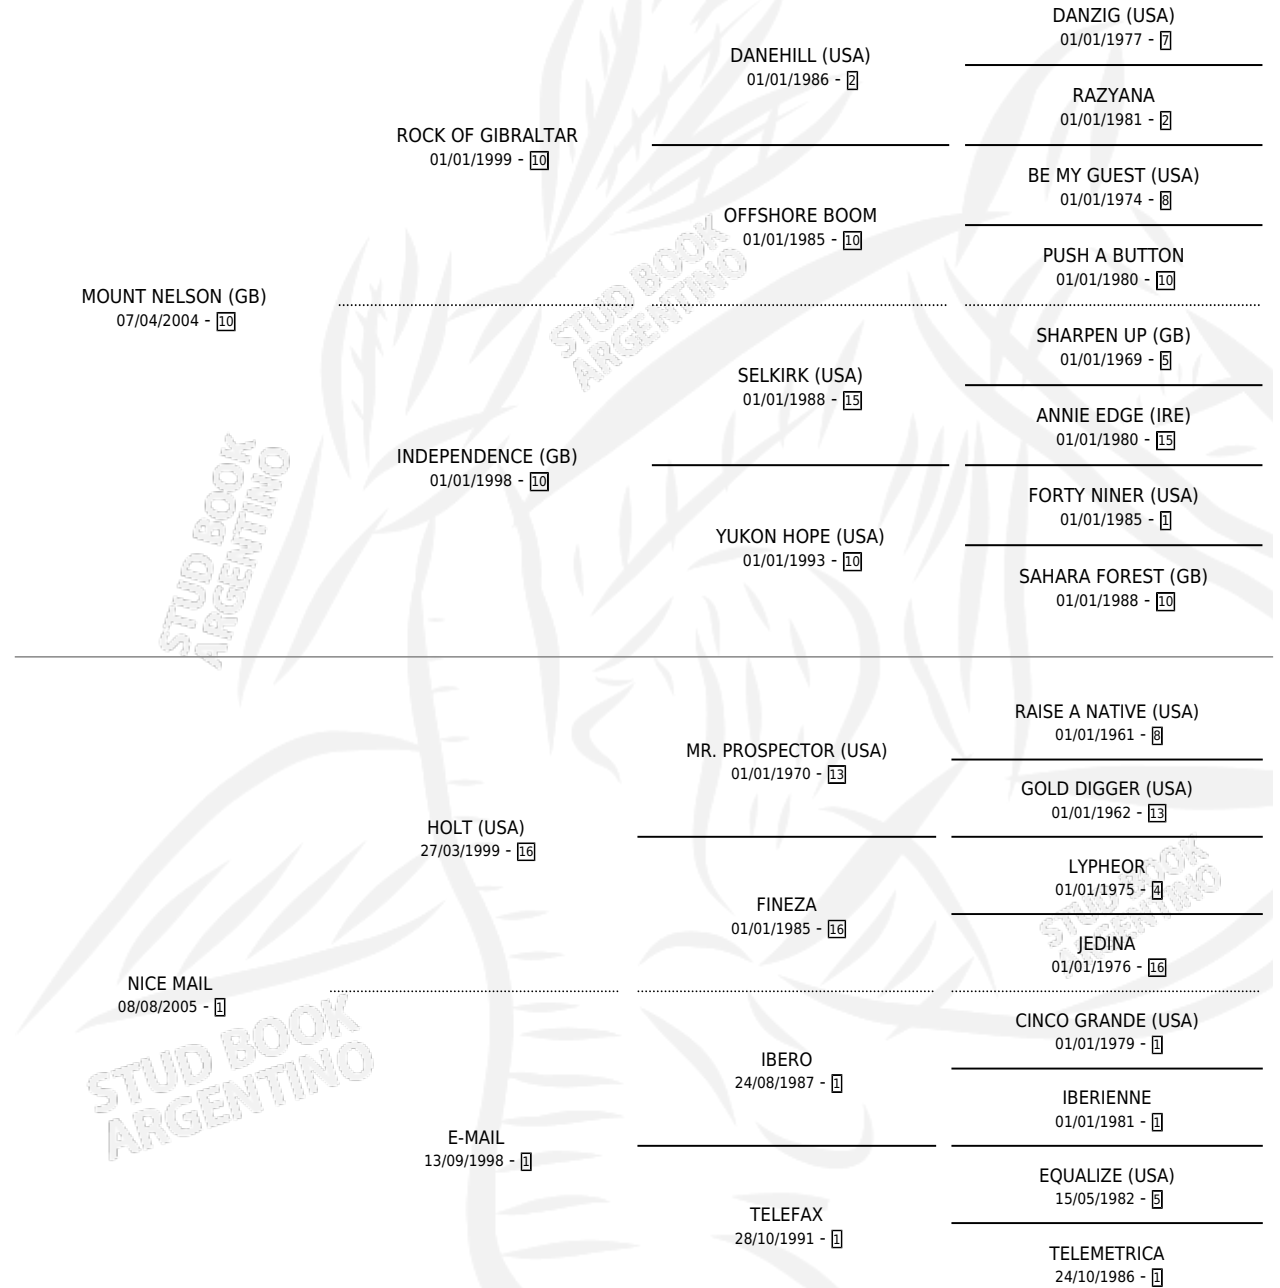 DANZIG (USA)
01/01/1977 - 7
DANEHILL (USA)
01/01/1986 - 2
RAZYANA
01/01/1981 - 2
ROCK OF GIBRALTAR
01/01/1999 - 10
BE MY GUEST (USA)
01/01/1974 - 8
OFFSHORE BOOM
01/01/1985 - 10
PUSH A BUTTON
01/01/1980 - 10
MOUNT NELSON (GB)
07/04/2004 - 10
STUD BOOK
ARGENTINO
SHARPEN UP (GB)
01/01/1969 - 5
SELKIRK (USA)
01/01/1988 - 15
ANNIE EDGE (IRE)
01/01/1980 - 15
INDEPENDENCE (GB)
01/01/1998 - 10
FORTY NINER (USA)
01/01/1985 - 1
YUKON HOPE (USA)
01/01/1993 - 10
SAHARA FOREST (GB)
01/01/1988 - 10
STUD BOOK
ARGENTINO
RAISE A NATIVE (USA)
01/01/1961 - 8
MR. PROSPECTOR (USA)
01/01/1970 - 13
GOLD DIGGER (USA)
01/01/1962 - 13
HOLT (USA)
27/03/1999 - 16
LYPHEOR
01/01/1975 - 4
FINEZA
01/01/1985 - 16
JEDINA
01/01/1976 - 16
STUD BOOK
ARGENTINO
NICE MAIL
08/08/2005 - 1
CINCO GRANDE (USA)
01/01/1979 - 1
IBERO
24/08/1987 - 1
IBERIENNE
01/01/1981 - 1
STUD BOOK
ARGENTINO
E-MAIL
13/09/1998 - 1
EQUALIZE (USA)
15/05/1982 - 5
TELEFAX
28/10/1991 - 1
TELEMETRICA
24/10/1986 - 1